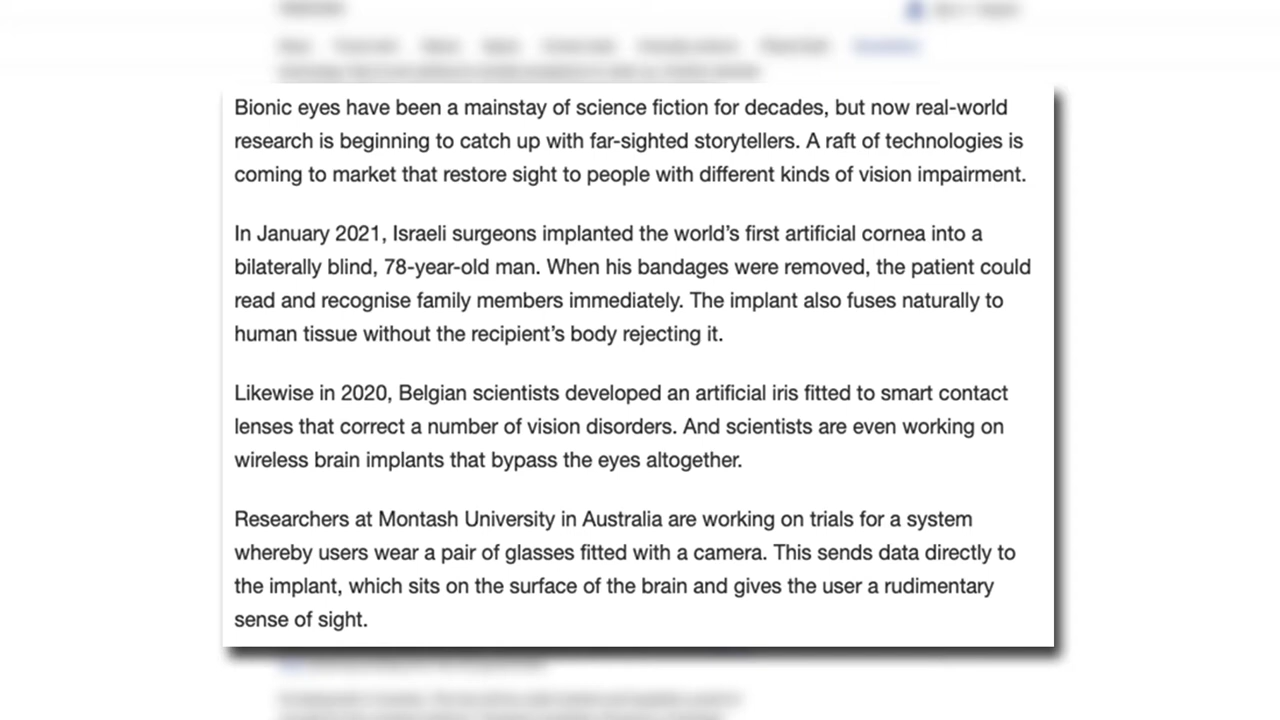 Bionic eyes have been a mainstay of science fiction for decades, but now real-world
research is beginning to catch up with far-sighted storytellers. A raft of technologies is
coming to market that restore sight to people with different kinds of vision impairment.
In January 2021, Israeli surgeons implanted the world’s first artificial cornea into a
bilaterally blind, 78-year-old man. When his bandages were removed, the patient could
read and recognise family members immediately. The implant also fuses naturally to
human tissue without the recipient’s body rejecting it.
Likewise in 2020, Belgian scientists developed an artificial iris fitted to smart contact
lenses that correct a number of vision disorders. And scientists are even working on
wireless brain implants that bypass the eyes altogether.
Researchers at Montash University in Australia are working on trials for a system
whereby users wear a pair of glasses fitted with a camera. This sends data directly to
the implant, which sits on the surface of the brain and gives the user a rudimentary
sense of sight.